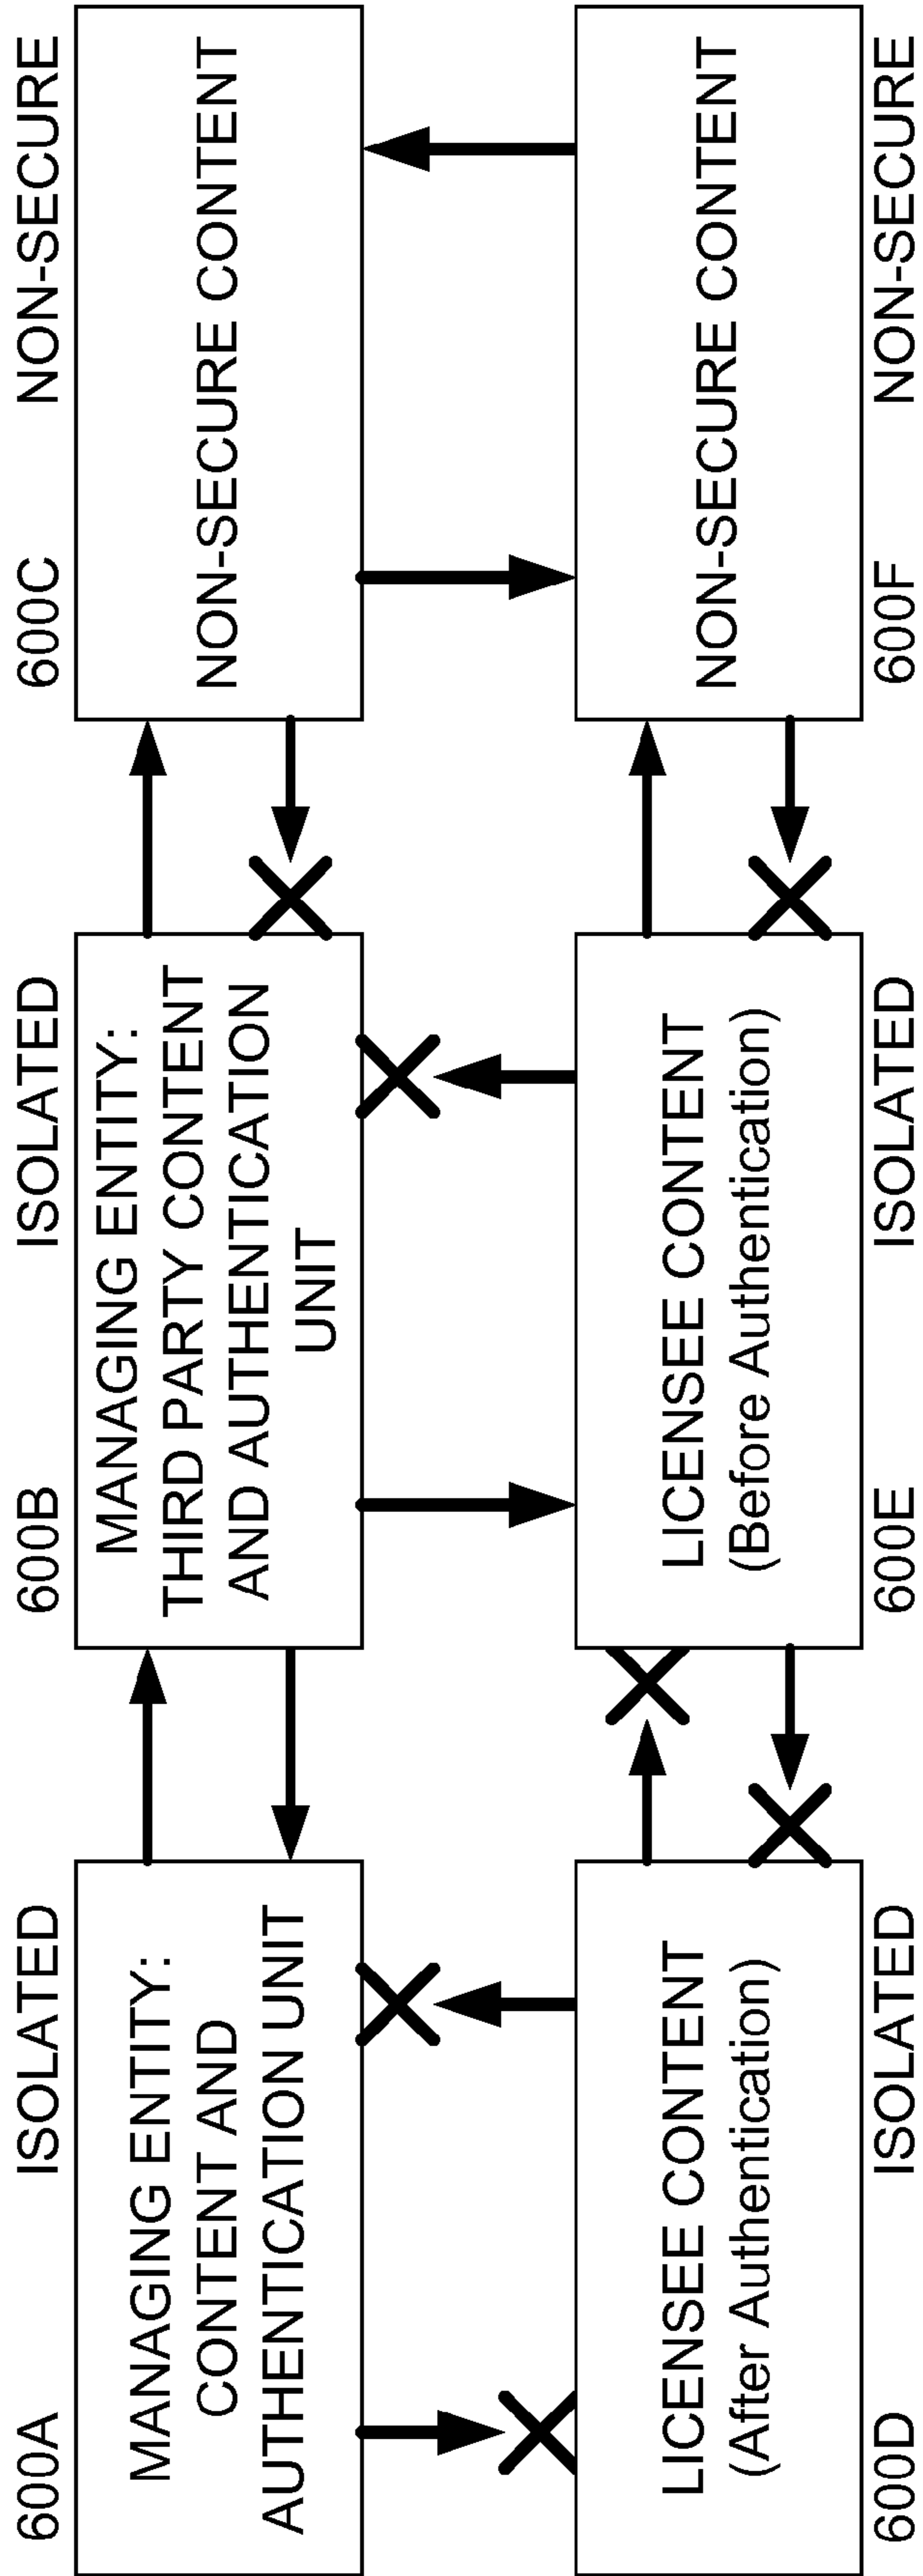 600A ISOLATED
MANAGING ENTITY:
CONTENT AND
AUTHENTICATION UNIT
600B ISOLATED
MANAGING ENTITY:
THIRD PARTY CONTENT
AND AUTHENTICATION
UNIT
600C NON-SECURE
NON-SECURE CONTENT
LICENSEE CONTENT
(After Authentication)
600D ISOLATED
LICENSEE CONTENT
(Before Authentication)
600E ISOLATED
NON-SECURE CONTENT
600F NON-SECURE